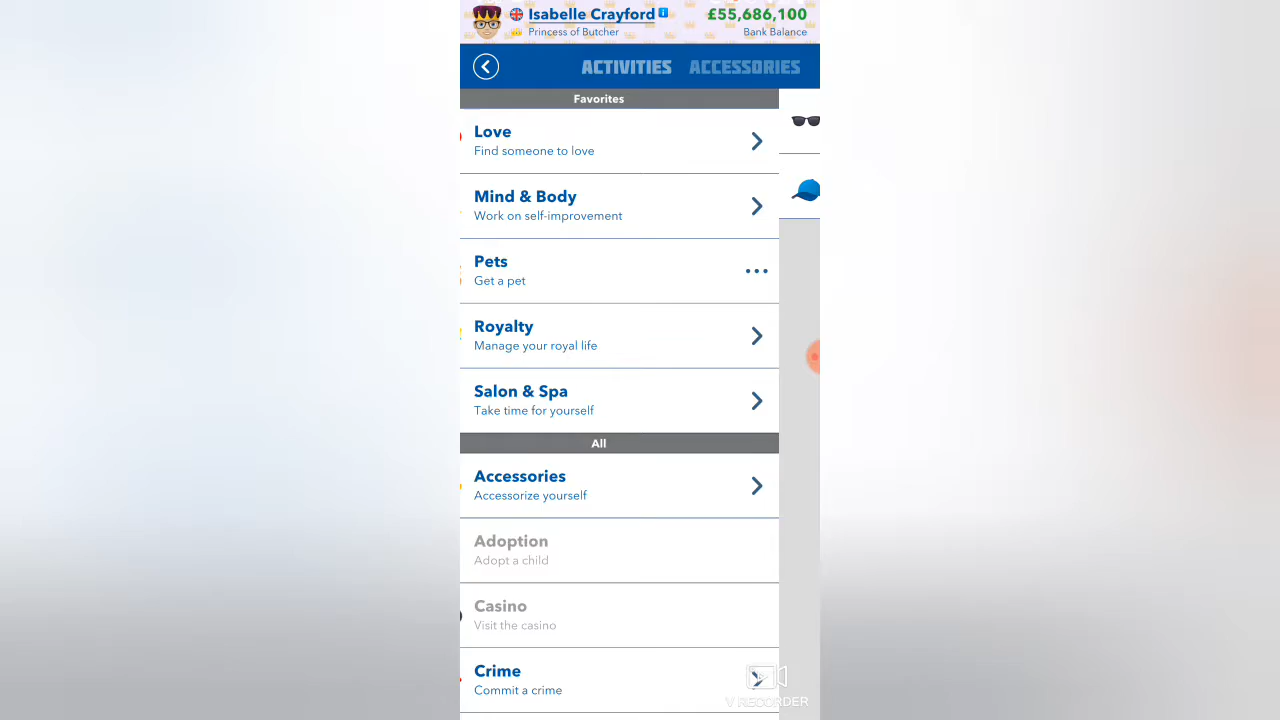 Isabelle Crayford
£55,686,100
Princess of Butcher
Bank Balance
ACTIVITIES
ACCESSORIES
Favorites
Love
Find someone to love
Mind & Body
Work on self-improvement
Pets
Get a pet
Royalty
Manage your royal life
Salon & Spa
Take time for yourself
All
Accessories
Accessorize yourself
Adoption
Adopt a child
Casino
Visit the casino
Crime
Commit a crime
V RECORDER